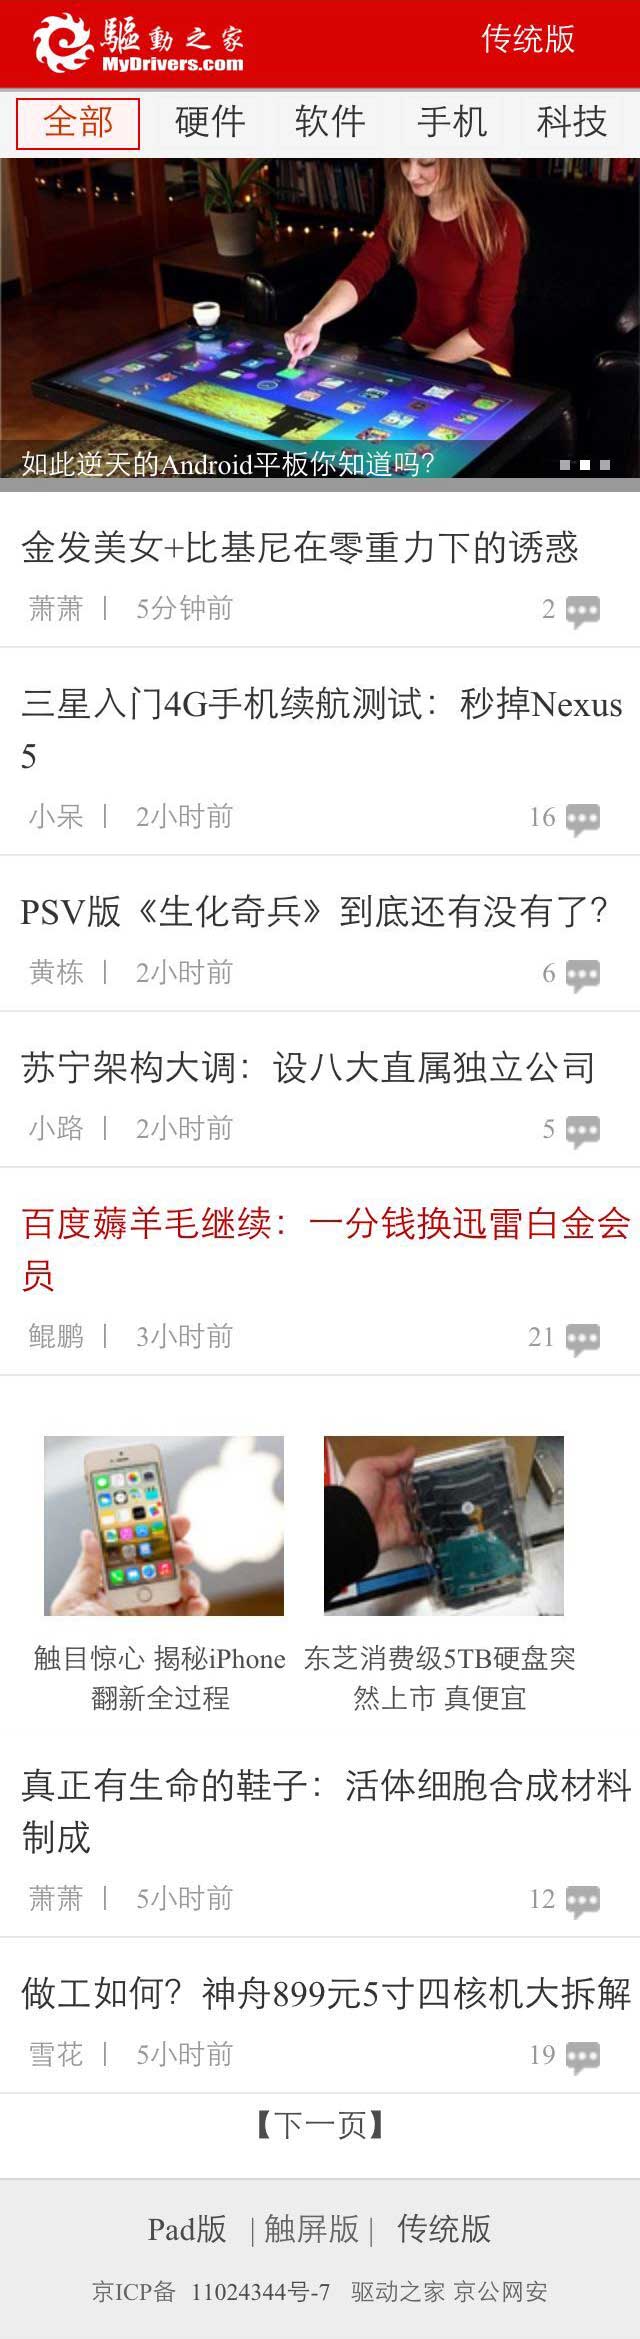 驅動之家
MyDrivers.com
传统版
全部 硬件 软件 手机 科技
如此逆天的Android平板你知道吗?
金发美女+比基尼在零重力下的诱惑
萧萧 | 5分钟前 2
三星入门4G手机续航测试：秒掉Nexus
5
小呆 | 2小时前 16
PSV版《生化奇兵》到底还有没有了?
黄栋 | 2小时前 6
苏宁架构大调：设八大直属独立公司
小路 | 2小时前 5
百度薅羊毛继续：一分钱换迅雷白金会
员
鲲鹏 | 3小时前 21
触目惊心 揭秘iPhone
翻新全过程
东芝消费级5TB硬盘突
然上市 真便宜
真正有生命的鞋子：活体细胞合成材料
制成
萧萧 | 5小时前 12
做工如何？神舟899元5寸四核机大拆解
雪花 | 5小时前 19
【下一页】
Pad版 | 触屏版 | 传统版
京ICP备 11024344号-7 驱动之家 京公网安